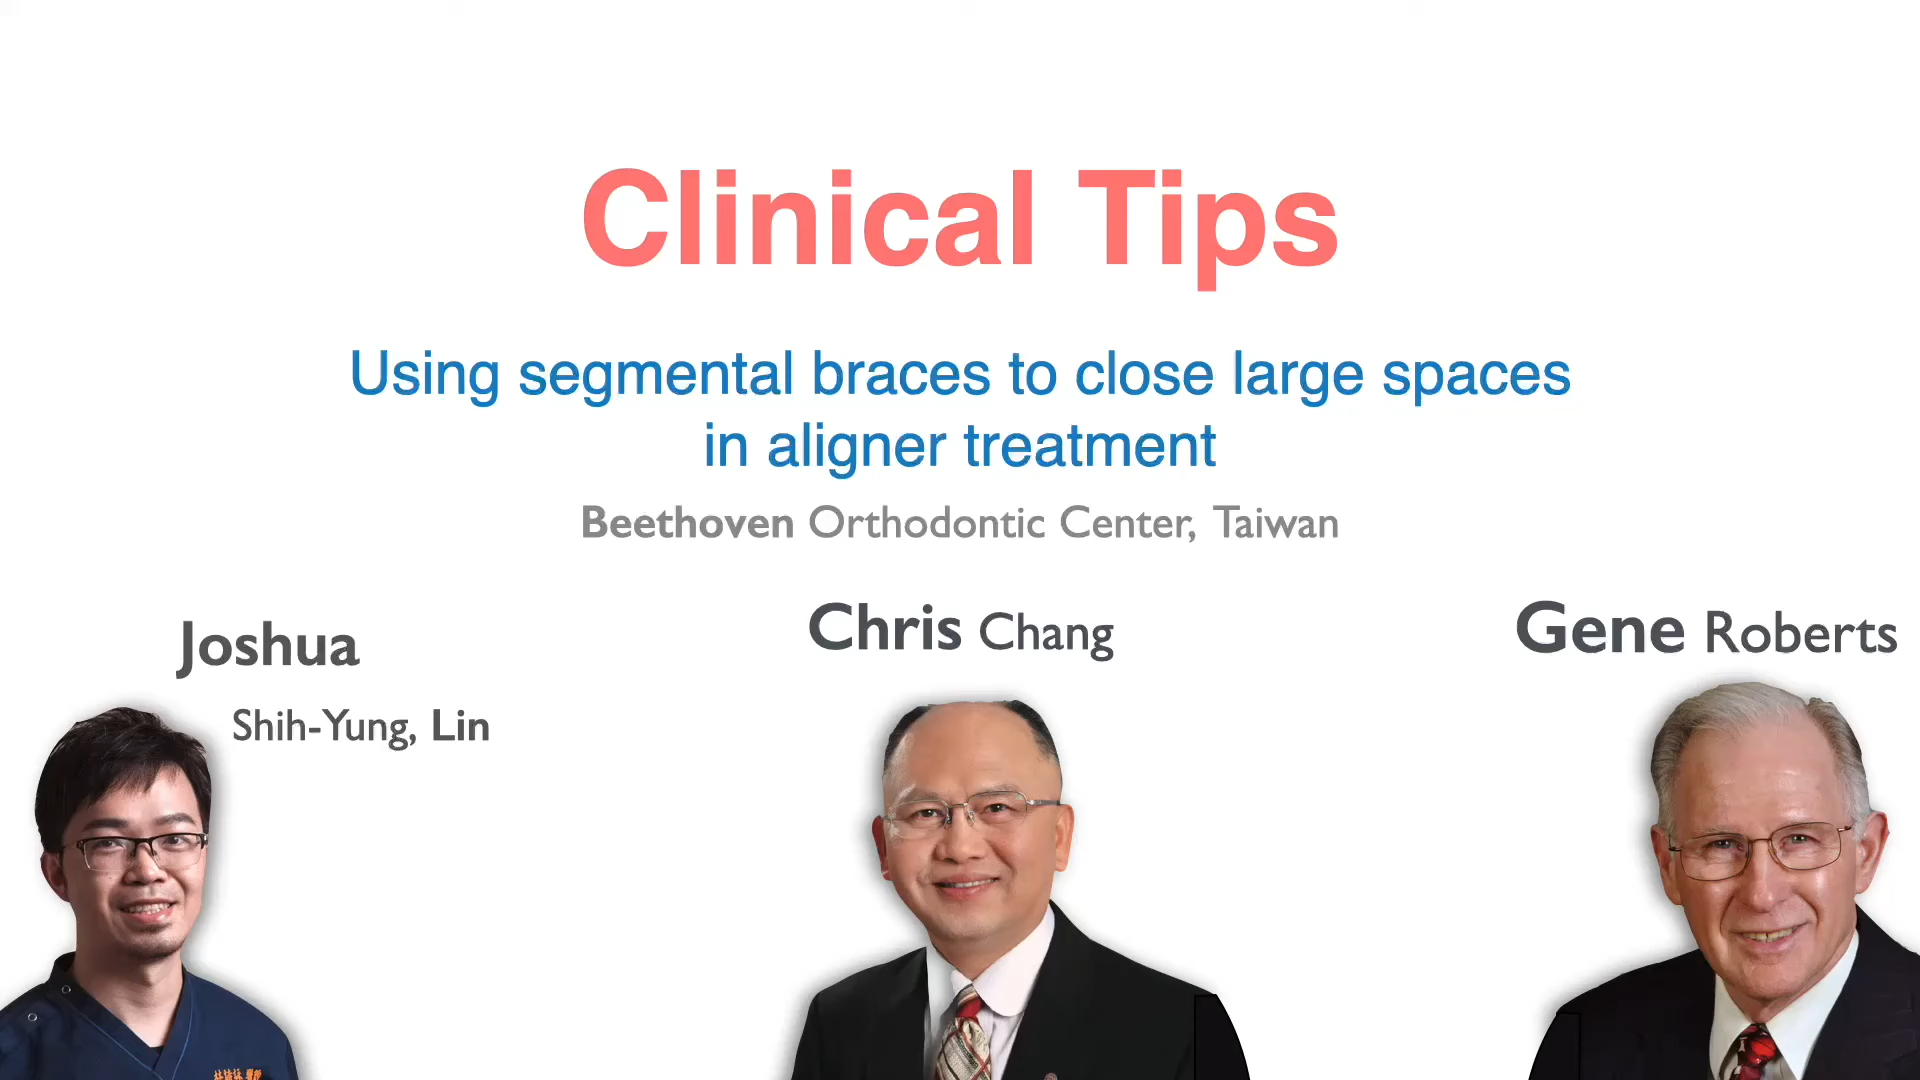 Clinical Tips
Using segmental braces to close large spaces
in aligner treatment
Beethoven Orthodontic Center, Taiwan
Joshua
Shih-Yung, Lin
Chris Chang
Gene Roberts